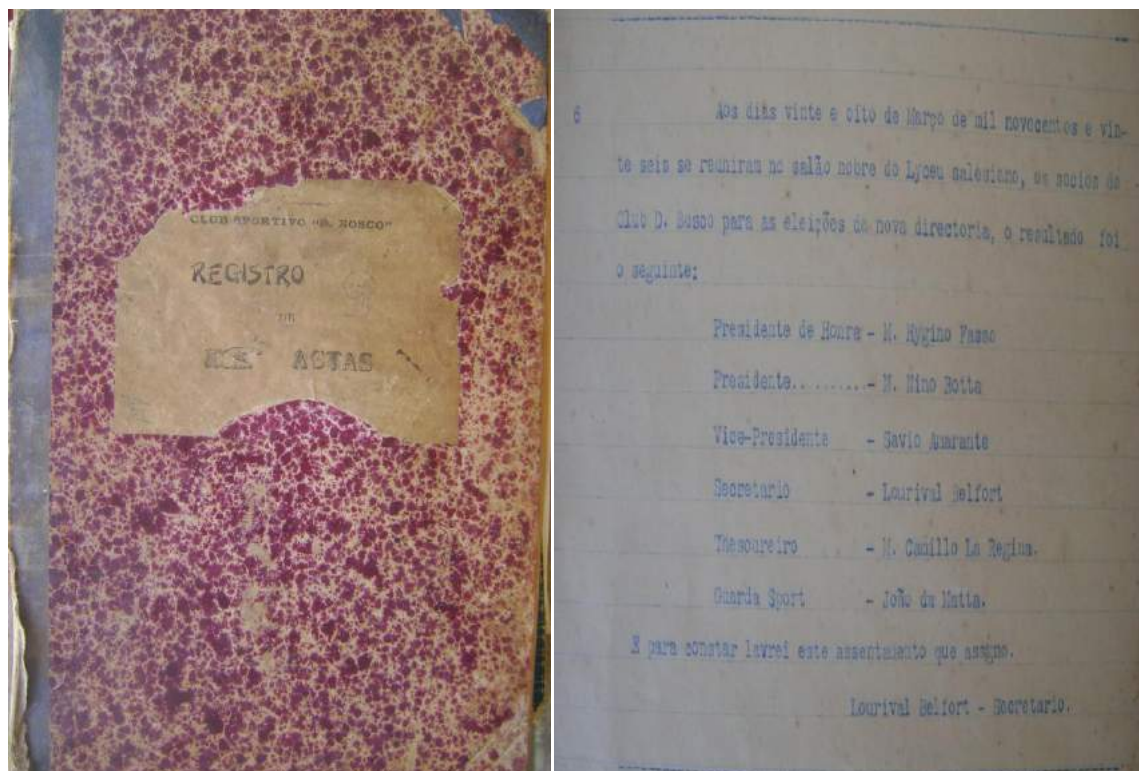 CLUB SPORTIVO "D. BOSCO"
REGISTRO
DE
ACTAS
6
Aos dias vinte e oito de Março de mil novecentos e vin-
te seis se reuniram no salão nobre do Lyceu salesiano, os socios do
Club D. Bosco para as eleições da nova directoria, o resultado foi
o seguinte:
Presidente de Honra - M. Hygino Fasso
Presidente.......... - N. Nino Botta
Vice-Presidente - Savio Amarante
Secretario - Lourival Belfort
Thesoureiro - M. Camillo La Regina.
Guarda Sport - João da Matta.
E para constar lavrei este assentamento que assigno.
Lourival Belfort - Secretario.